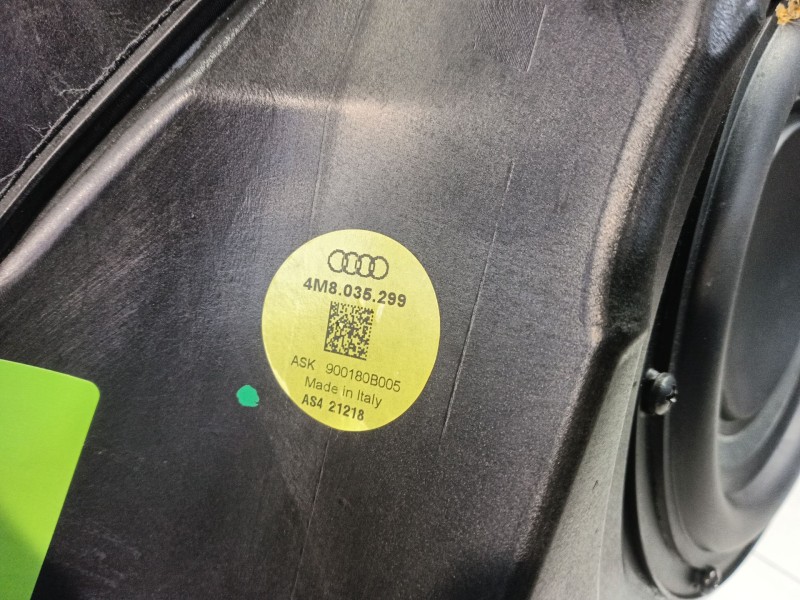 4M8.035.299
ASK 900180B005
Made in Italy
AS4 21218